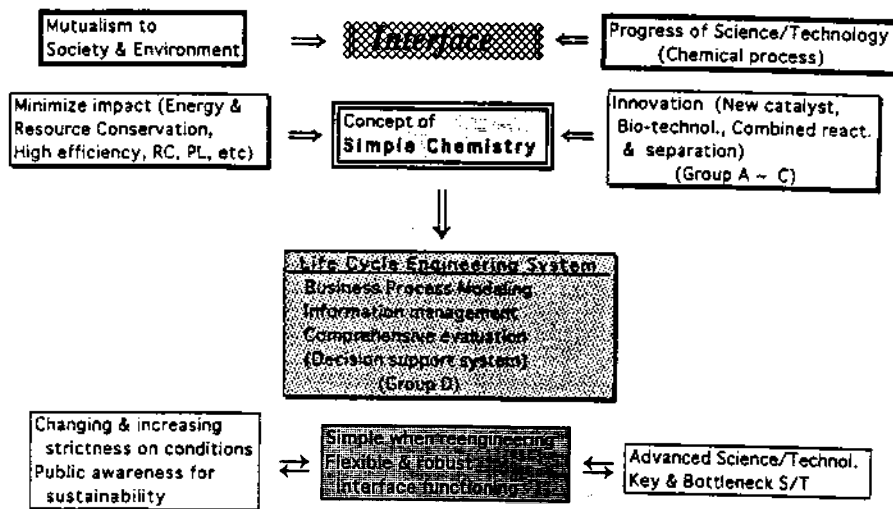 Mutualism to
Society & Environment
Interface
Progress of Science/Technology
(Chemical process)
Minimize impact (Energy &
Resource Conservation,
High efficiency, RC, PL, etc)
Concept of
Simple Chemistry
Innovation (New catalyst,
Bio-technol., Combined react.
& separation)
(Group A ~ C)
Life Cycle Engineering System
Business Process Modeling
Information management
Comprehensive evaluation
(Decision support system)
(Group D)
Changing & increasing
strictness on conditions
Public awareness for
sustainability
Simple when reengineering
Flexible & robust
Interface functioning
Advanced Science/Technol.
Key & Bottleneck S/T